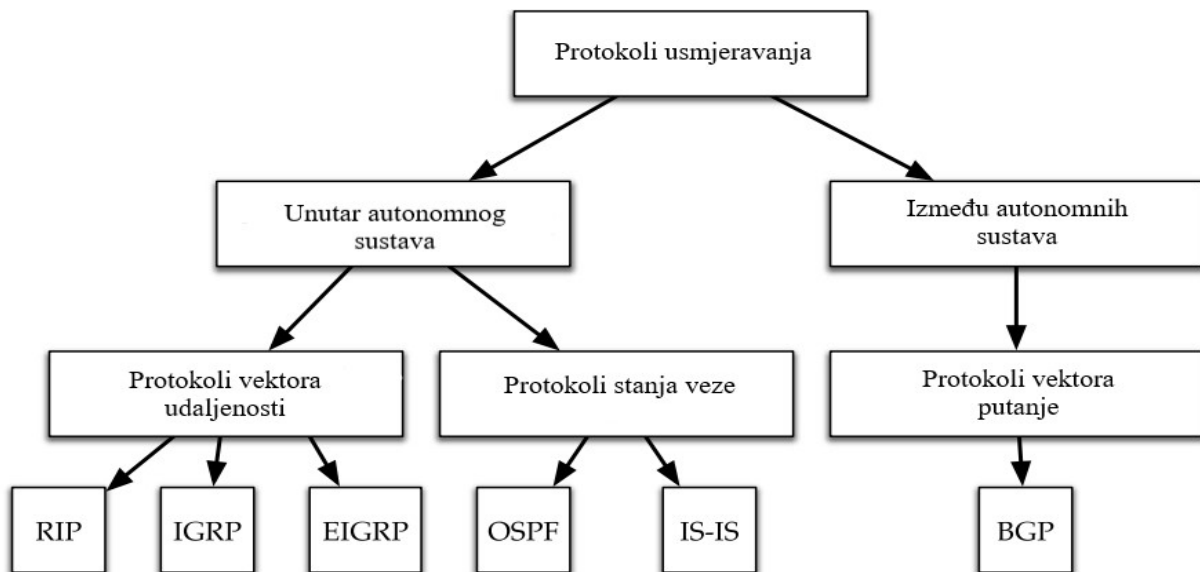 Protokoli usmjeravanja
Unutar autonomnog
sustava
Između autonomnih
sustava
Protokoli vektora
udaljenosti
Protokoli stanja veze
Protokoli vektora
putanje
RIP
IGRP
EIGRP
OSPF
IS-IS
BGP